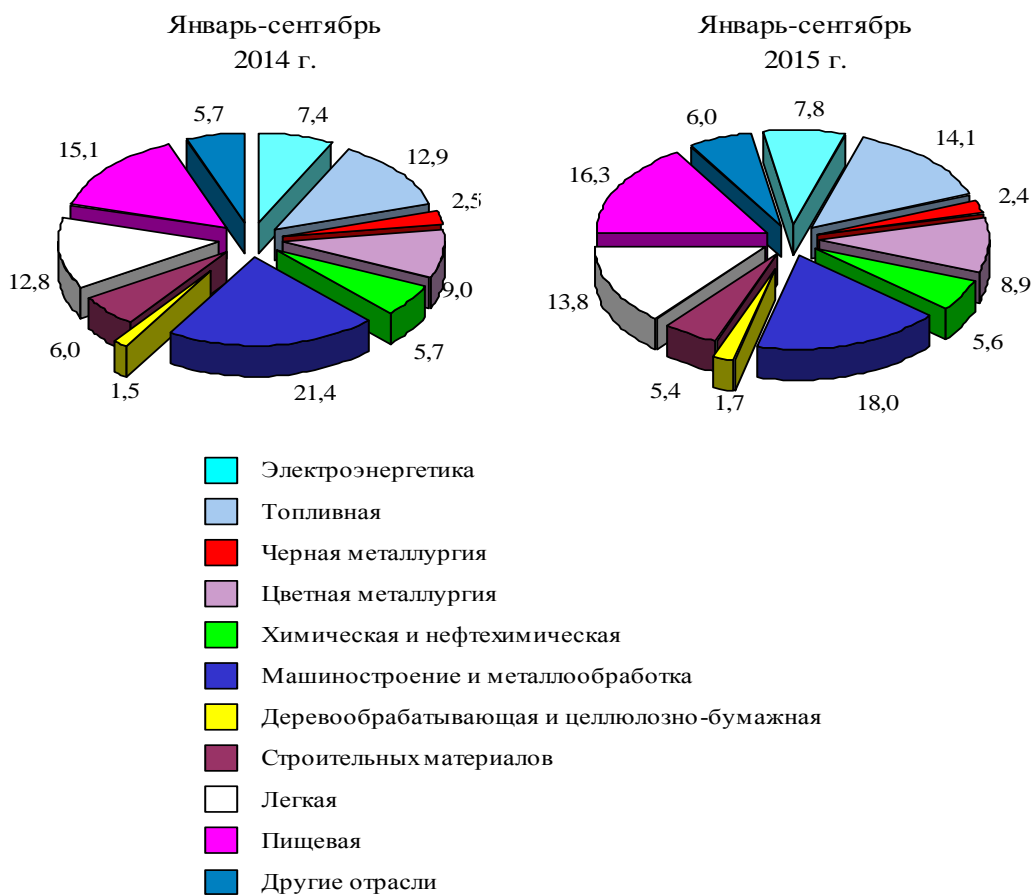 Январь-сентябрь
2014 г.
Январь-сентябрь
2015 г.
5,7
7,4
12,9
2,5
9,0
5,7
21,4
1,5
6,0
12,8
15,1
6,0
7,8
14,1
2,4
8,9
5,6
18,0
1,7
5,4
13,8
16,3
Электроэнергетика
Топливная
Черная металлургия
Цветная металлургия
Химическая и нефтехимическая
Машиностроение и металлообработка
Деревообрабатывающая и целлюлозно-бумажная
Строительных материалов
Легкая
Пищевая
Другие отрасли